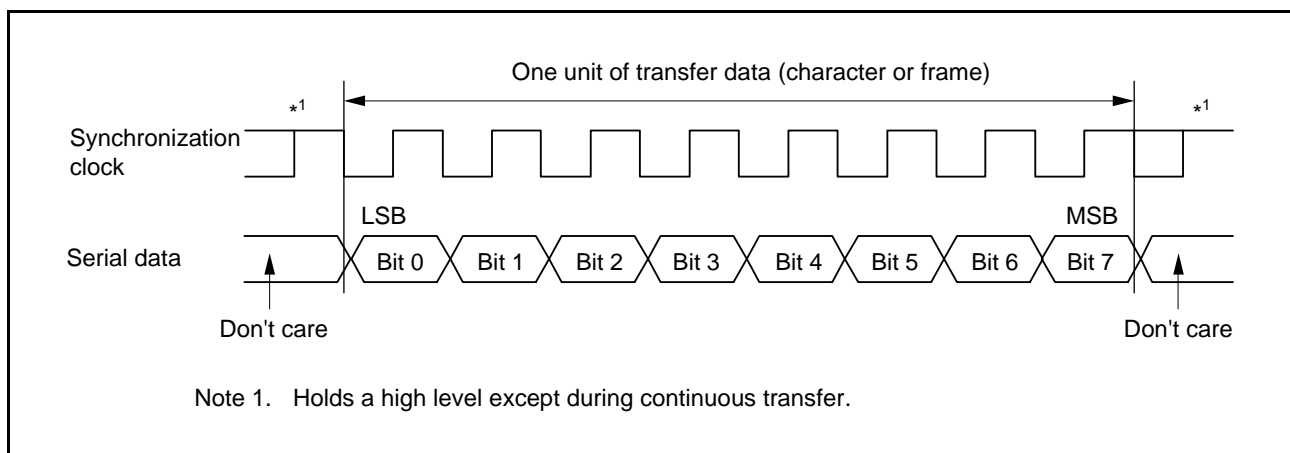 One unit of transfer data (character or frame)
*1
*1
Synchronization
clock
LSB
MSB
Serial data
Bit 0
Bit 1
Bit 2
Bit 3
Bit 4
Bit 5
Bit 6
Bit 7
Don't care
Don't care
Note 1. Holds a high level except during continuous transfer.